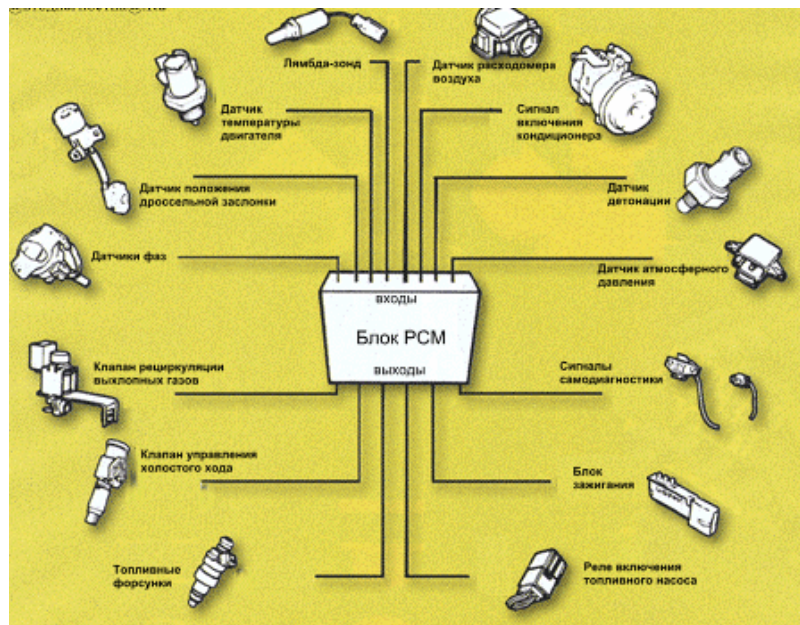 Лямбда-зонд
Датчик расходомера
воздуха
Датчик
температуры
двигателя
Сигнал
включения
кондиционера
Датчик положения
дроссельной заслонки
Датчик
детонации
Датчики фаз
Датчик атмосферного
давления
входы
Блок PCM
выходы
Клапан рециркуляции
выхлопных газов
Сигналы
самодиагностики
Клапан управления
холостого хода
Блок
зажигания
Топливные
форсунки
Реле включения
топливного насоса